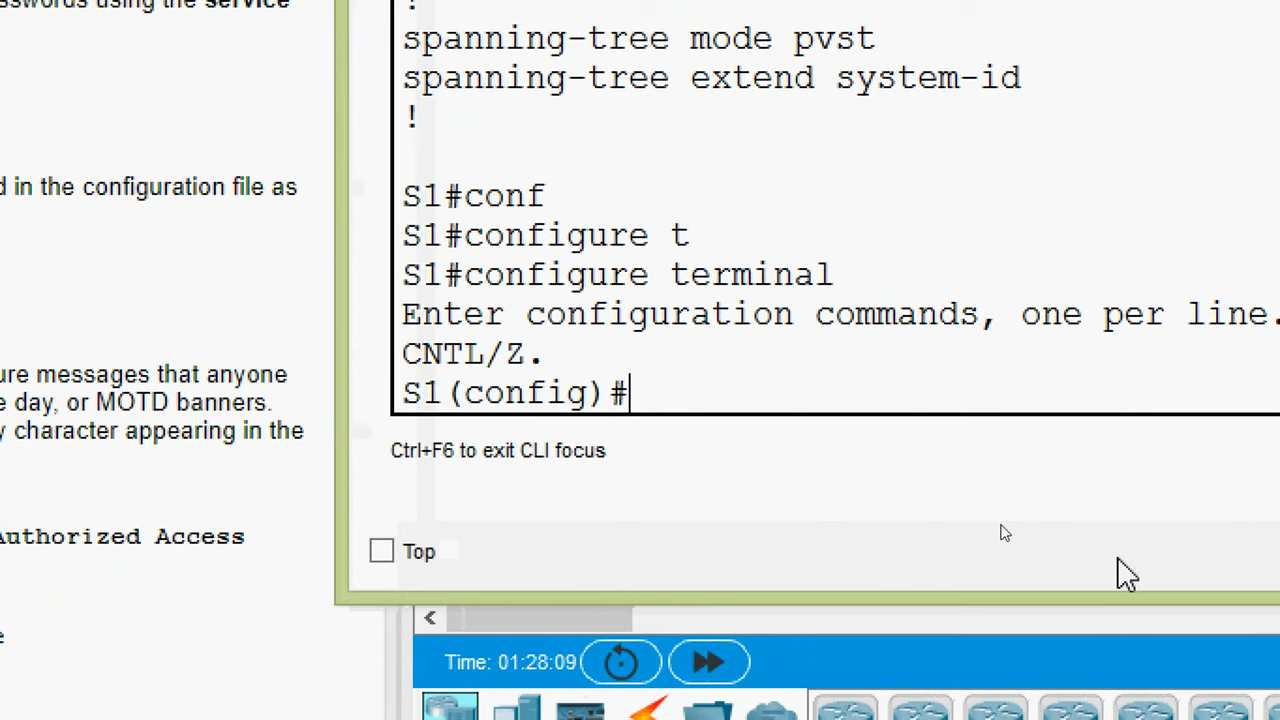 sswords using the service
d in the configuration file as
ure messages that anyone
e day, or MOTD banners.
y character appearing in the
Authorized Access
e
!
spanning-tree mode pvst
spanning-tree extend system-id
!
S1#conf
S1#configure t
S1#configure terminal
Enter configuration commands, one per line.
CNTL/Z.
S1(config)#
Ctrl+F6 to exit CLI focus
Top
Time: 01:28:09